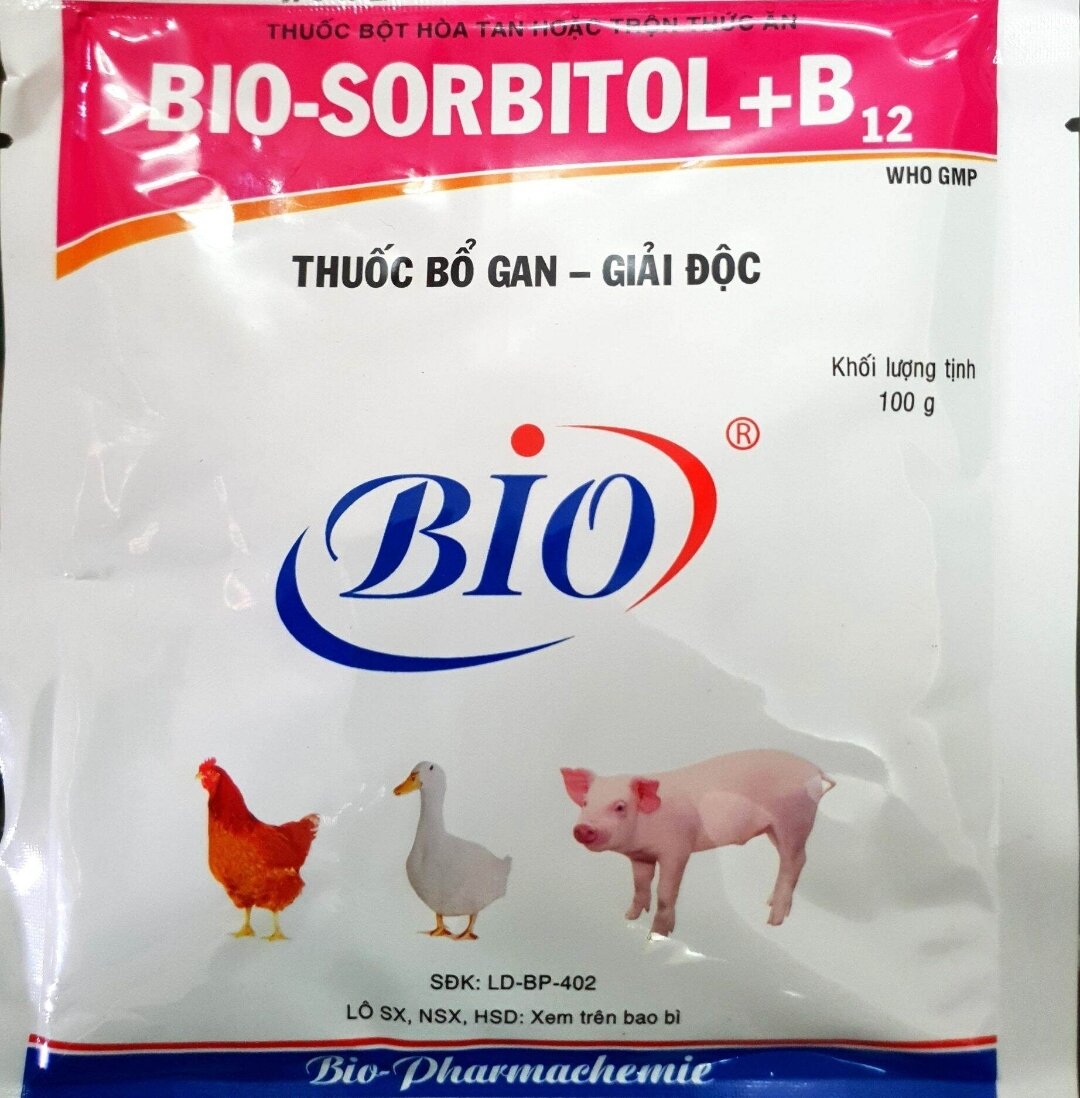 THUỐC BỘT HÒA TAN HOẶC TRỘN THỨC ĂN
BIO-SORBITOL+B12
WHO GMP
THUỐC BỔ GAN – GIẢI ĐỘC
Khối lượng tịnh
100 g
BIO®
SĐK: LD-BP-402
LÔ SX, NSX, HSD: Xem trên bao bì
Bio-Pharmachemie